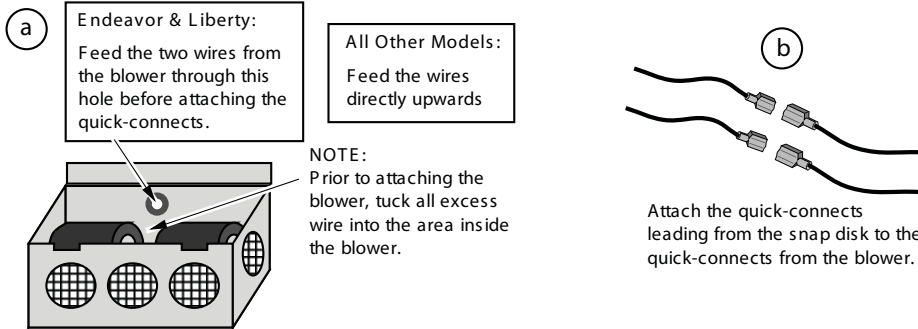 a
Endeavor & Liberty:
Feed the two wires from
the blower through this
hole before attaching the
quick-connects.
All Other Models:
Feed the wires
directly upwards
NOTE:
Prior to attaching the
blower, tuck all excess
wire into the area inside
the blower.
b
Attach the quick-connects
leading from the snap disk to the
quick-connects from the blower.